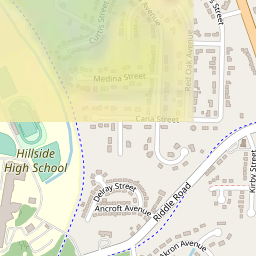 Curtis Street
Avenue
Red Oak Avenue
Medina Street
Cana Street
Hillside
High School
Delray Street
Ancroft Avenue
Riddle Road
Kirby Street
Akron Avenue